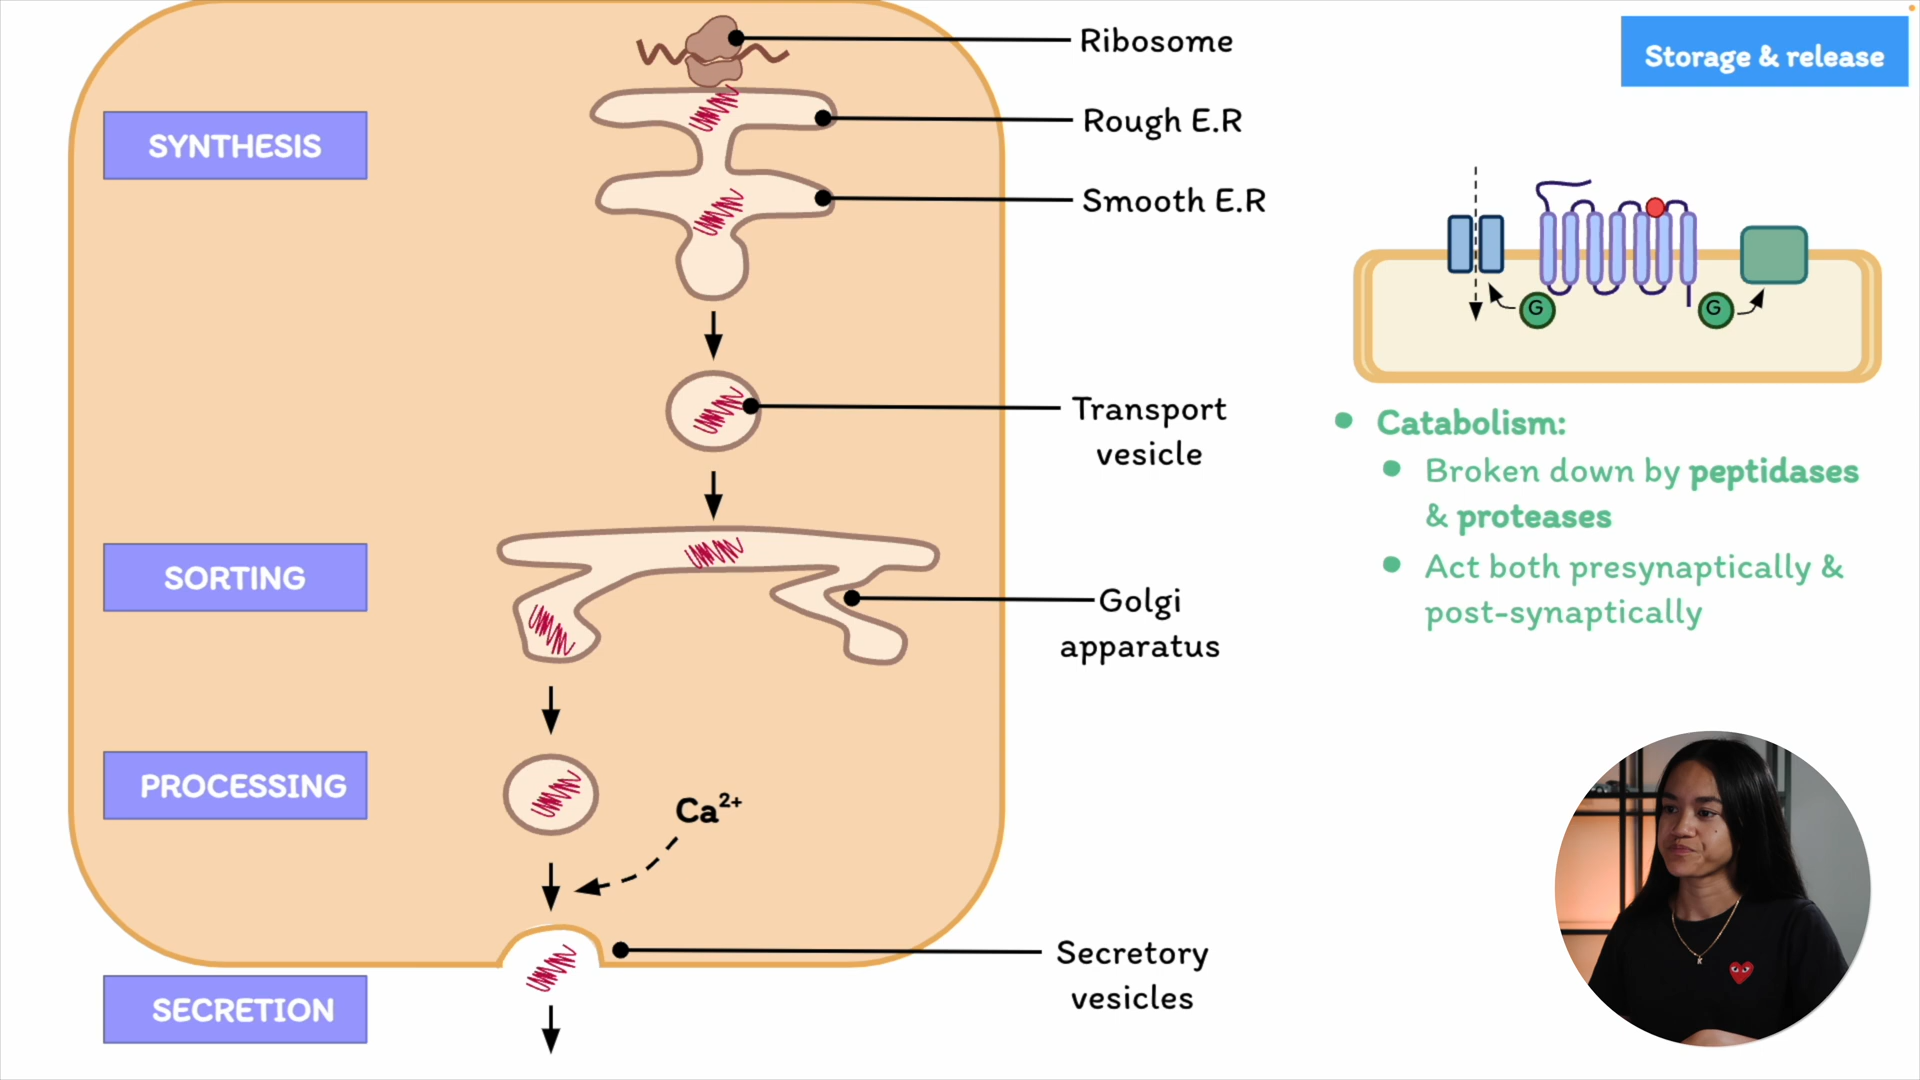 Storage & release
Ribosome
Rough E.R
Smooth E.R
Transport
vesicle
Golgi
apparatus
Secretory
vesicles
SYNTHESIS
SORTING
PROCESSING
SECRETION
Ca²⁺
G
G
• Catabolism:
• Broken down by peptidases
& proteases
• Act both presynaptically &
post-synaptically